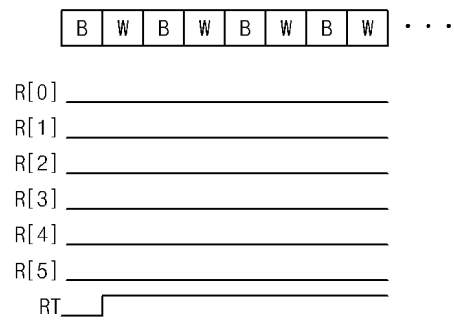 B W B W B W B W · · ·
R[0]
R[1]
R[2]
R[3]
R[4]
R[5]
RT